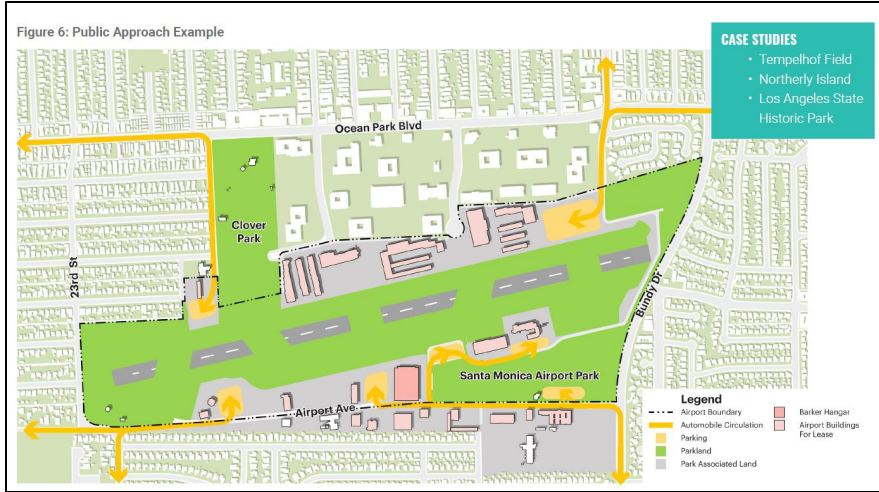 Figure 6: Public Approach Example
CASE STUDIES
• Tempelhof Field
• Northerly Island
• Los Angeles State
Historic Park
Ocean Park Blvd
Clover
Park
23rd St
Bundy Dr
Santa Monica Airport Park
Airport Ave
Legend
Airport Boundary
Automobile Circulation
Parking
Parkland
Park Associated Land
Barker Hangar
Airport Buildings
For Lease